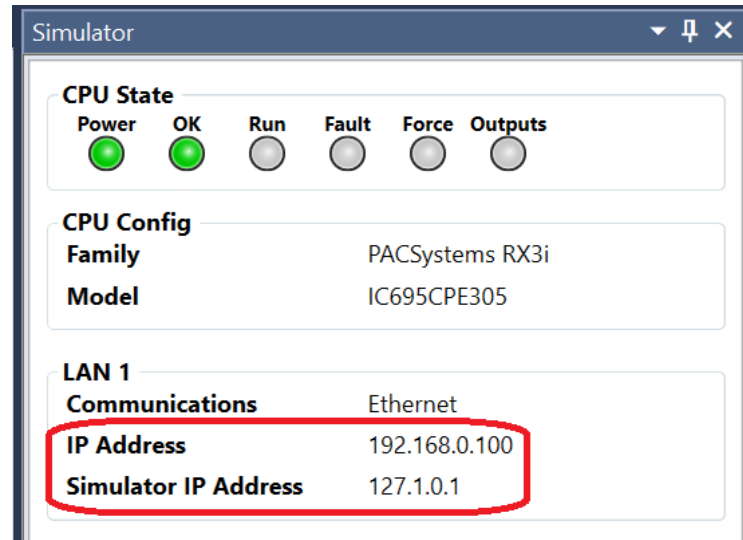 Simulator
CPU State
Power OK Run Fault Force Outputs
CPU Config
Family PACSystems RX3i
Model IC695CPE305
LAN 1
Communications Ethernet
IP Address 192.168.0.100
Simulator IP Address 127.1.0.1